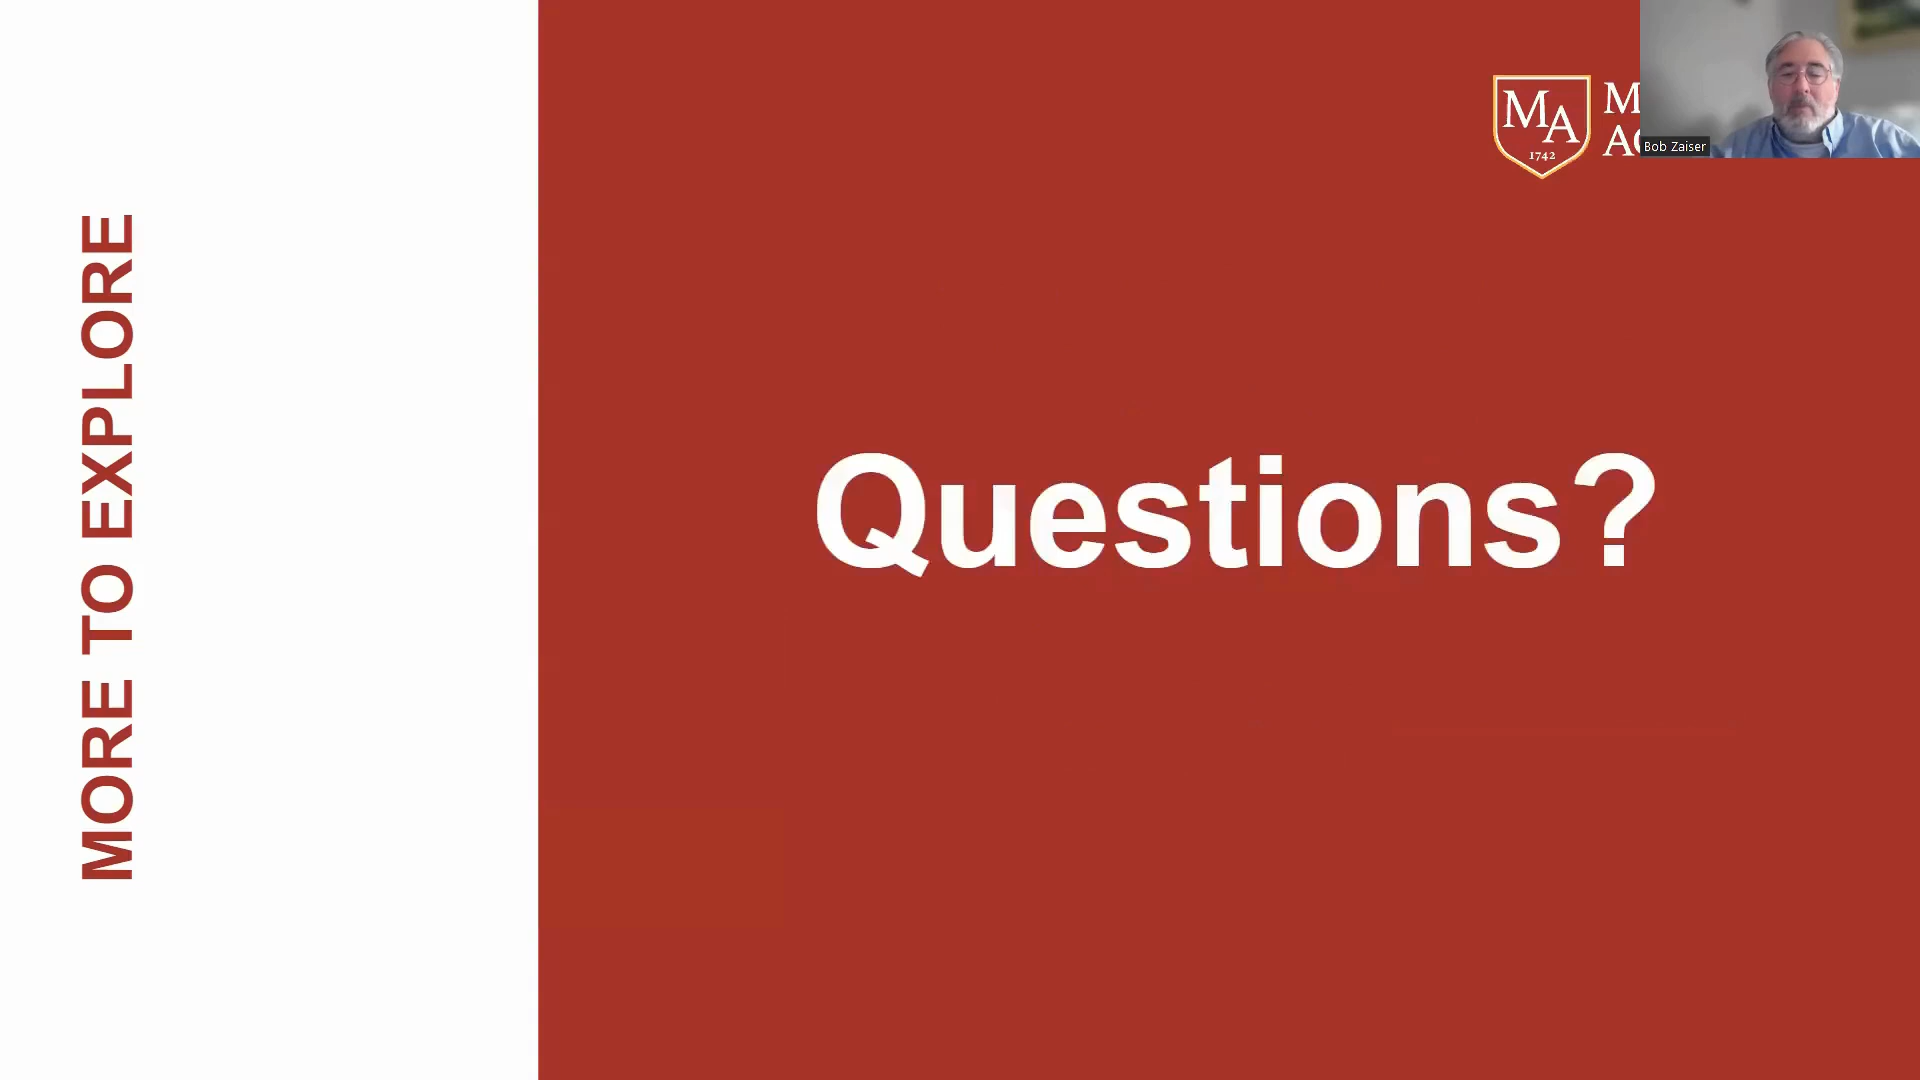 MORE TO EXPLORE
MA
1742
Bob Zaiser
Questions?